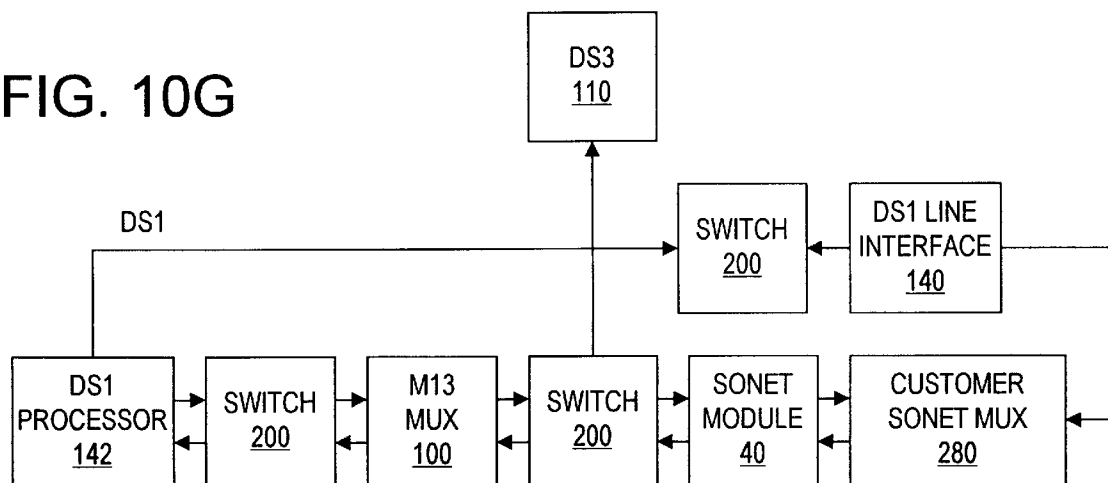 FIG. 10G
DS3
110
DS1
SWITCH
200
DS1 LINE
INTERFACE
140
DS1
PROCESSOR
142
SWITCH
200
M13
MUX
100
SWITCH
200
SONET
MODULE
40
CUSTOMER
SONET MUX
280